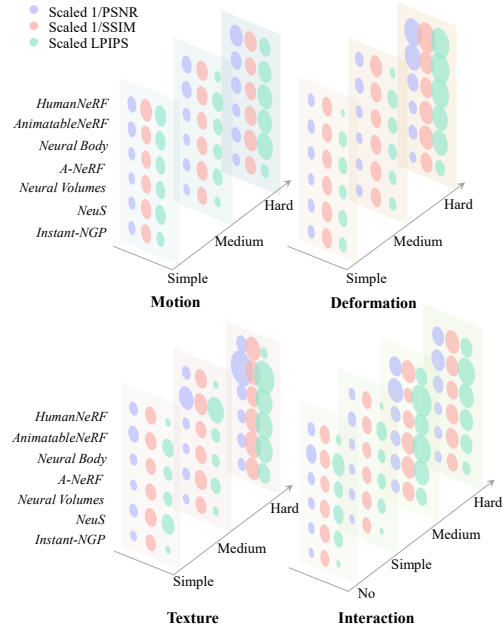 Scaled 1/PSNR
Scaled 1/SSIM
Scaled LPIPS
HumanNeRF
AnimatableNeRF
Neural Body
A-NeRF
Neural Volumes
NeuS
Instant-NGP
Hard
Medium
Simple
Motion
Hard
Medium
Simple
Deformation
HumanNeRF
AnimatableNeRF
Neural Body
A-NeRF
Neural Volumes
NeuS
Instant-NGP
Hard
Medium
Simple
Texture
Hard
Medium
Simple
No
Interaction